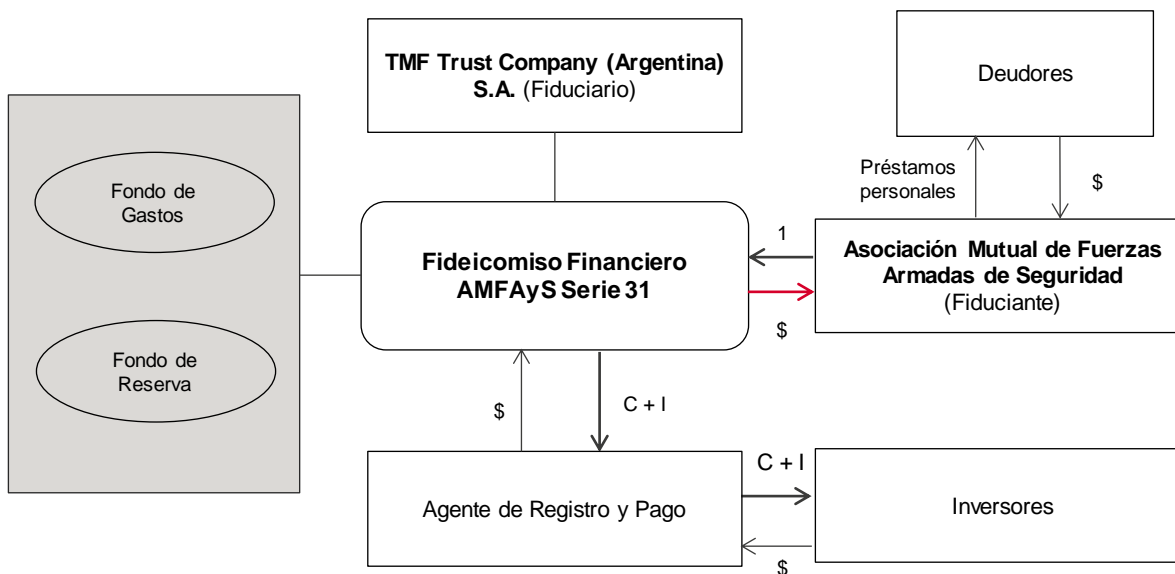 TMF Trust Company (Argentina)
S.A. (Fiduciario)
Deudores
Fondo de
Gastos
Préstamos
personales
$
1
Fideicomiso Financiero
AMFAyS Serie 31
Asociación Mutual de Fuerzas
Armadas de Seguridad
(Fiduciante)
$
Fondo de
Reserva
$
C + I
C + I
Agente de Registro y Pago
Inversores
$